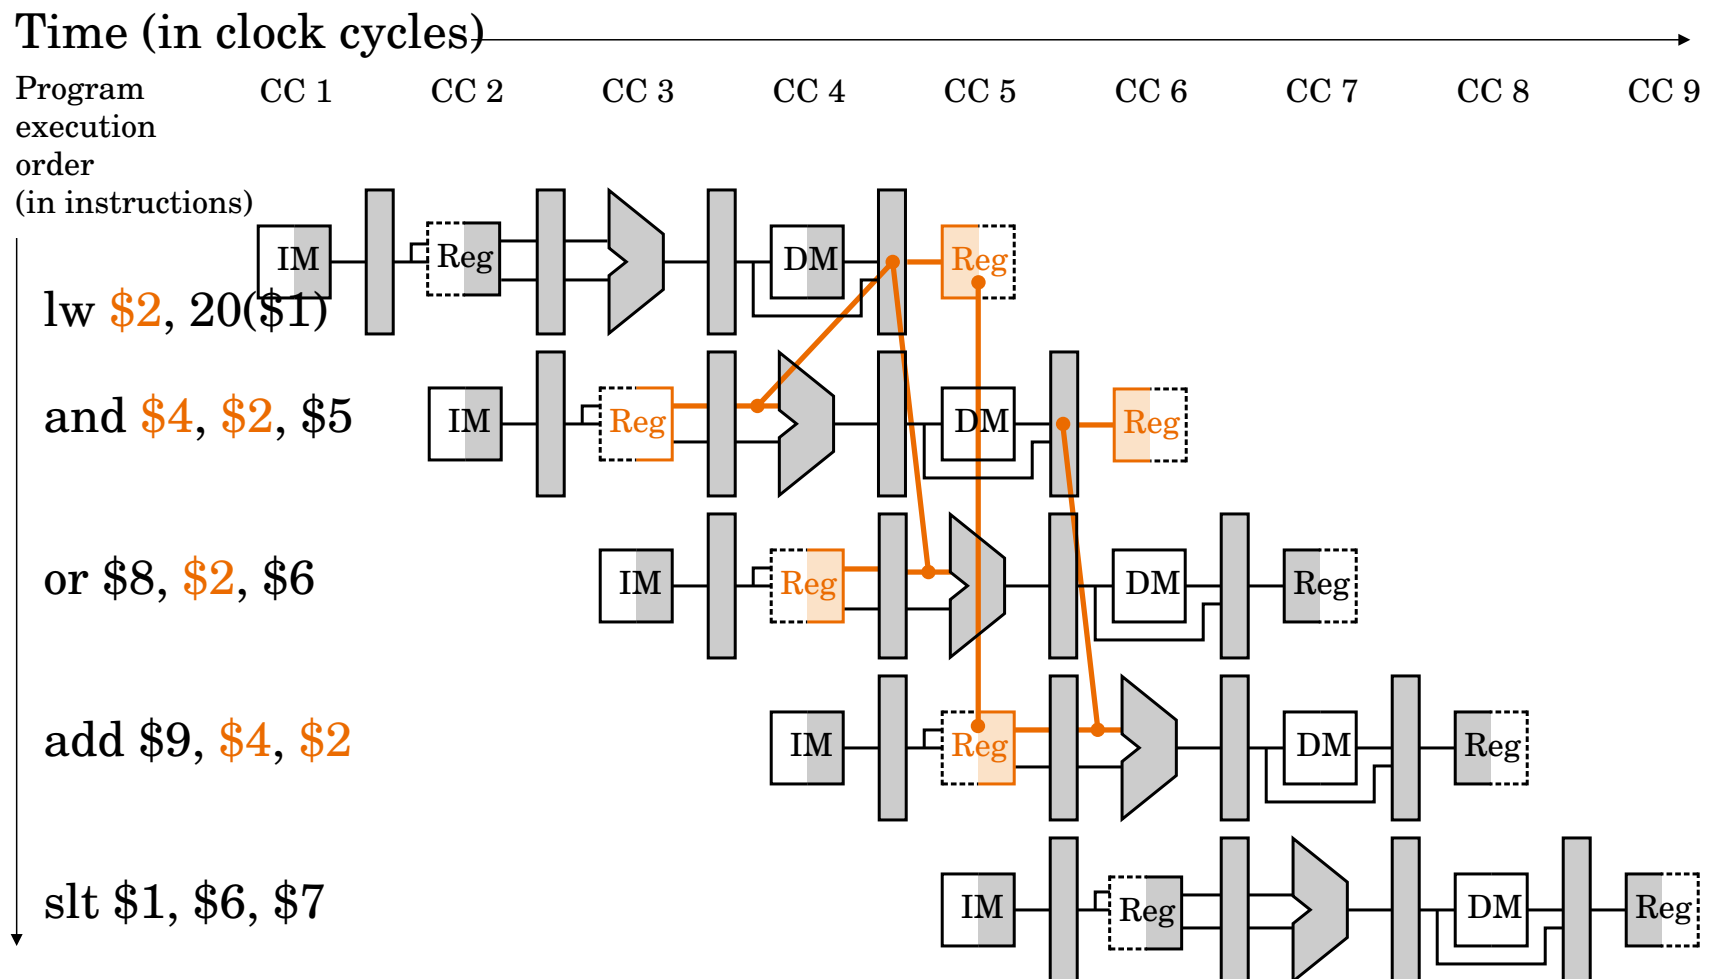 Time (in clock cycles)
Program
execution
order
(in instructions)
CC 1 CC 2 CC 3 CC 4 CC 5 CC 6 CC 7 CC 8 CC 9
IM Reg DM Reg
lw $2, 20($1)
IM Reg DM Reg
and $4, $2, $5
IM Reg DM Reg
or $8, $2, $6
IM Reg DM Reg
add $9, $4, $2
IM Reg DM Reg
slt $1, $6, $7